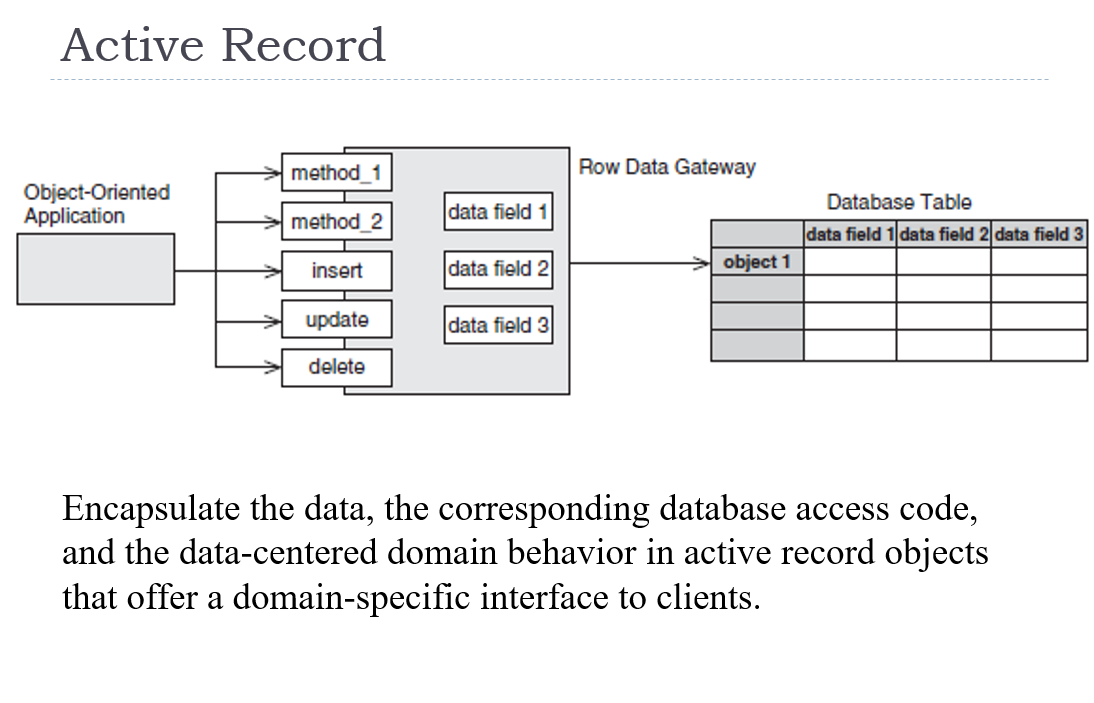 Active Record
Object-Oriented
Application
method_1
method_2
insert
update
delete
data field 1
data field 2
data field 3
Row Data Gateway
Database Table
data field 1 data field 2 data field 3
object 1
Encapsulate the data, the corresponding database access code,
and the data-centered domain behavior in active record objects
that offer a domain-specific interface to clients.